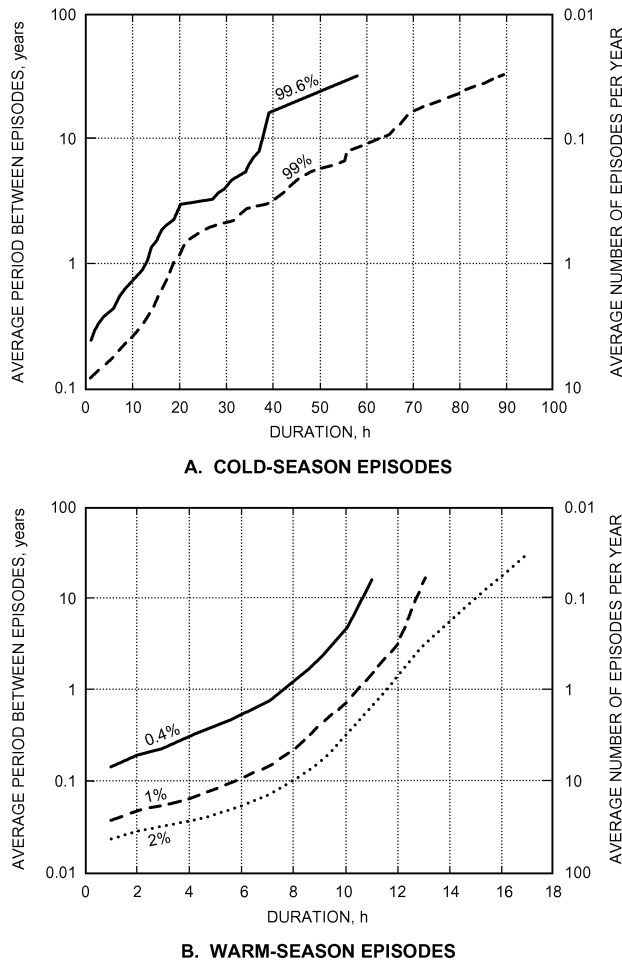 AVERAGE PERIOD BETWEEN EPISODES, years
100
10
1
0.1
99.6%
99%
0.01
0.1
1
10
AVERAGE NUMBER OF EPISODES PER YEAR
0 10 20 30 40 50 60 70 80 90 100
DURATION, h
A. COLD-SEASON EPISODES
AVERAGE PERIOD BETWEEN EPISODES, years
100
10
1
0.1
0.01
0.4%
1%
2%
0.01
0.1
1
10
100
AVERAGE NUMBER OF EPISODES PER YEAR
0 2 4 6 8 10 12 14 16 18
DURATION, h
B. WARM-SEASON EPISODES